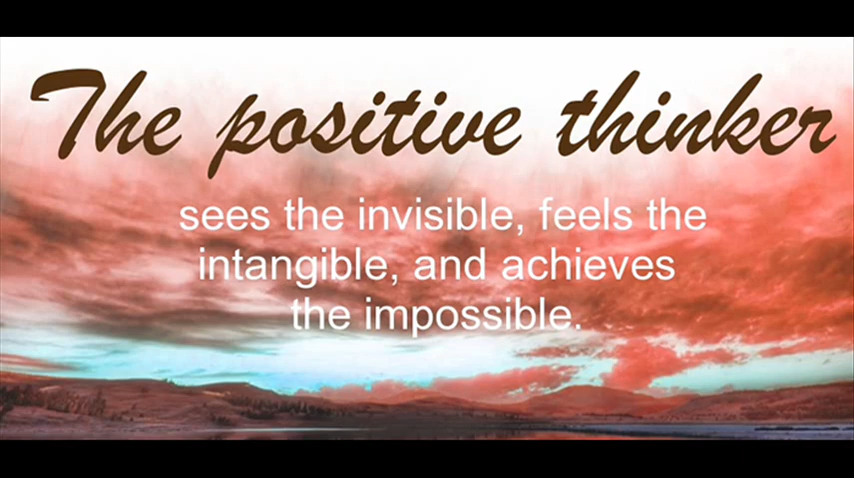 The positive thinker
sees the invisible, feels the
intangible, and achieves
the impossible.